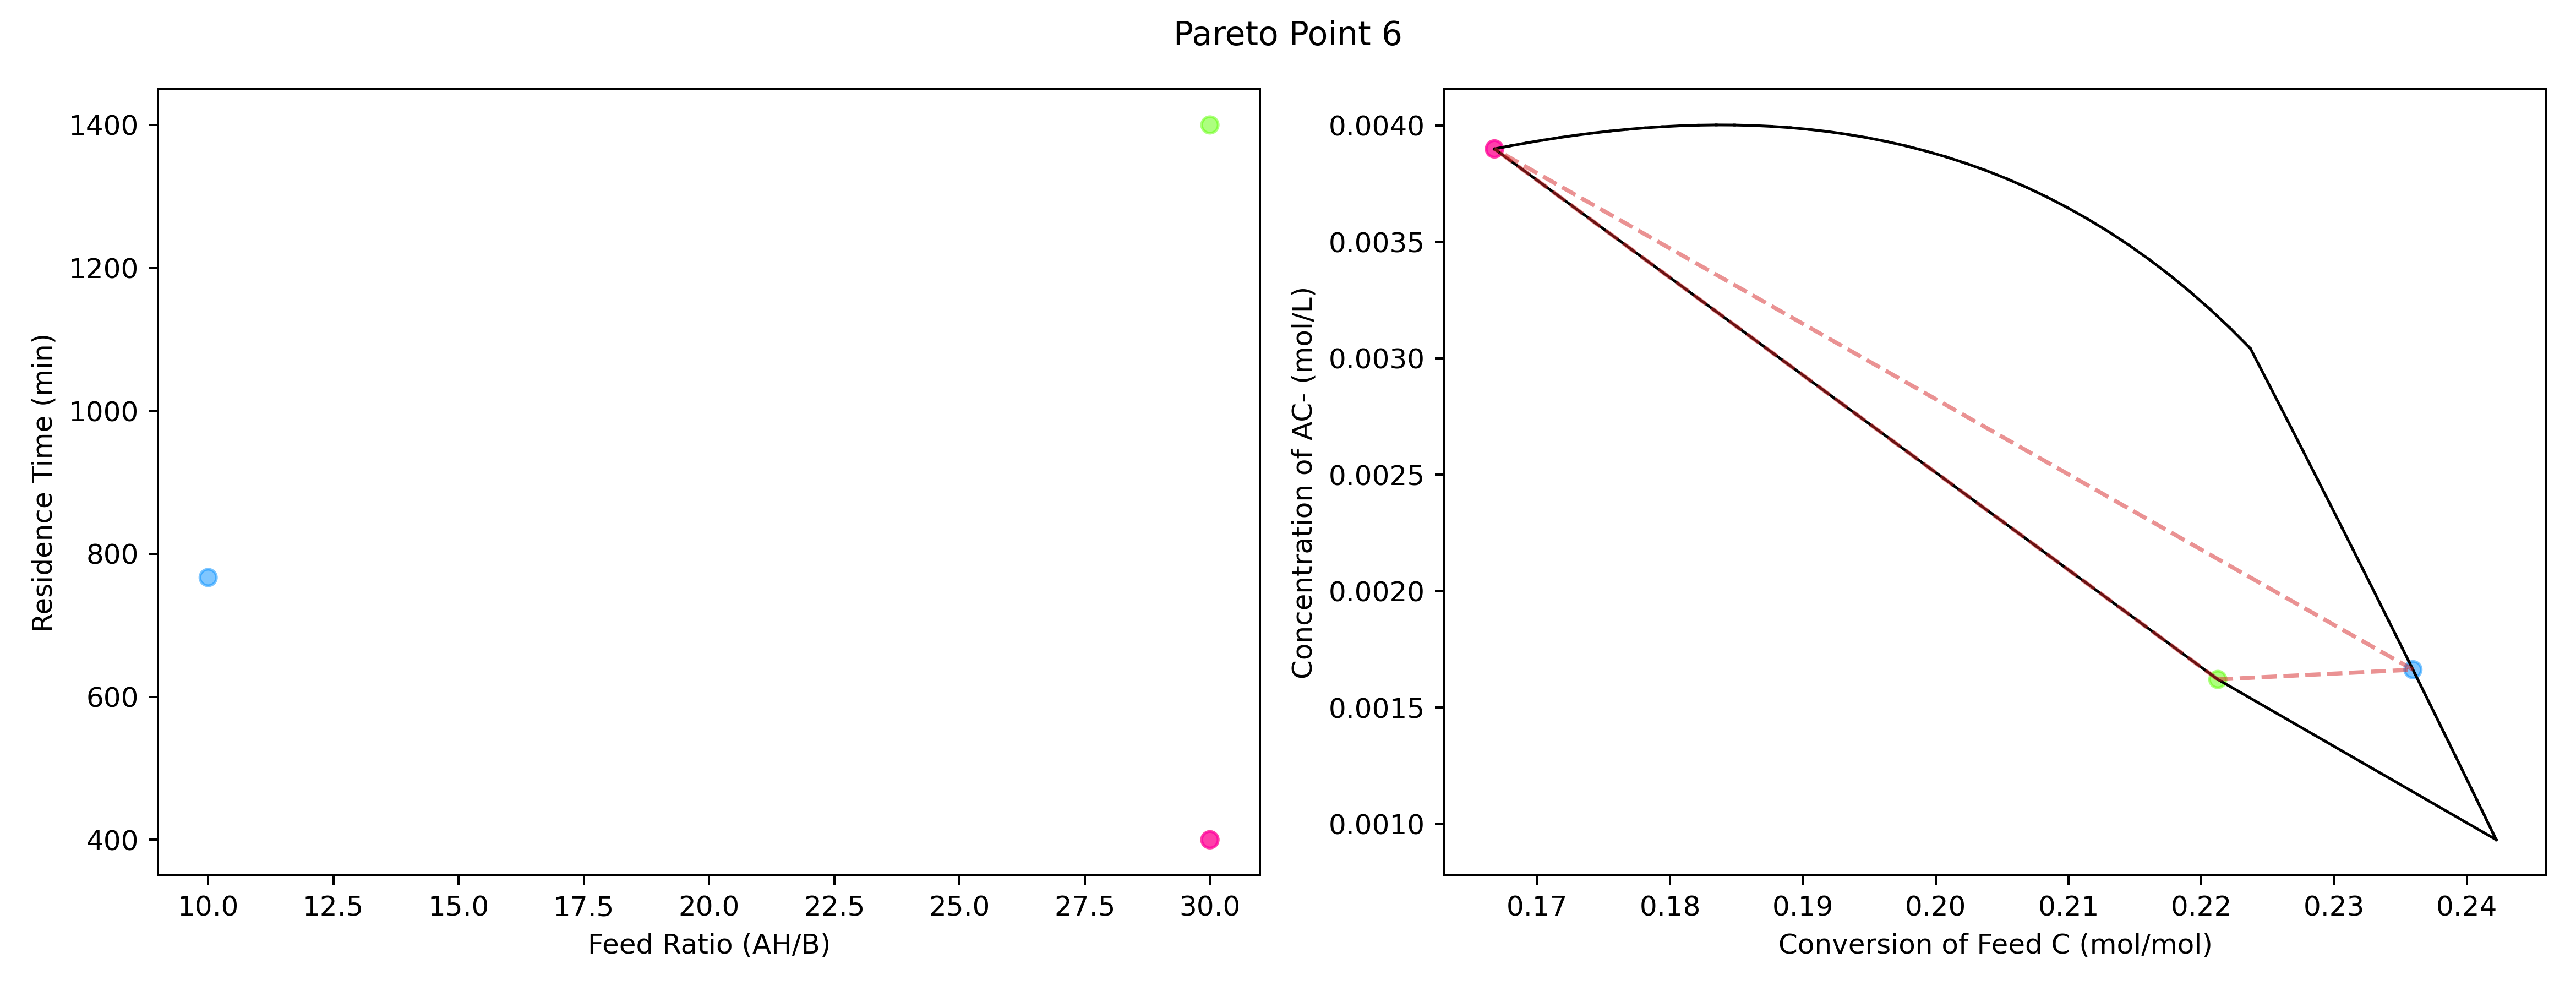 Pareto Point 6
1400
1200
1000
800
600
400
Residence Time (min)
10.0 12.5 15.0 17.5 20.0 22.5 25.0 27.5 30.0
Feed Ratio (AH/B)
0.0040
0.0035
0.0030
0.0025
0.0020
0.0015
0.0010
Concentration of AC- (mol/L)
0.17 0.18 0.19 0.20 0.21 0.22 0.23 0.24
Conversion of Feed C (mol/mol)